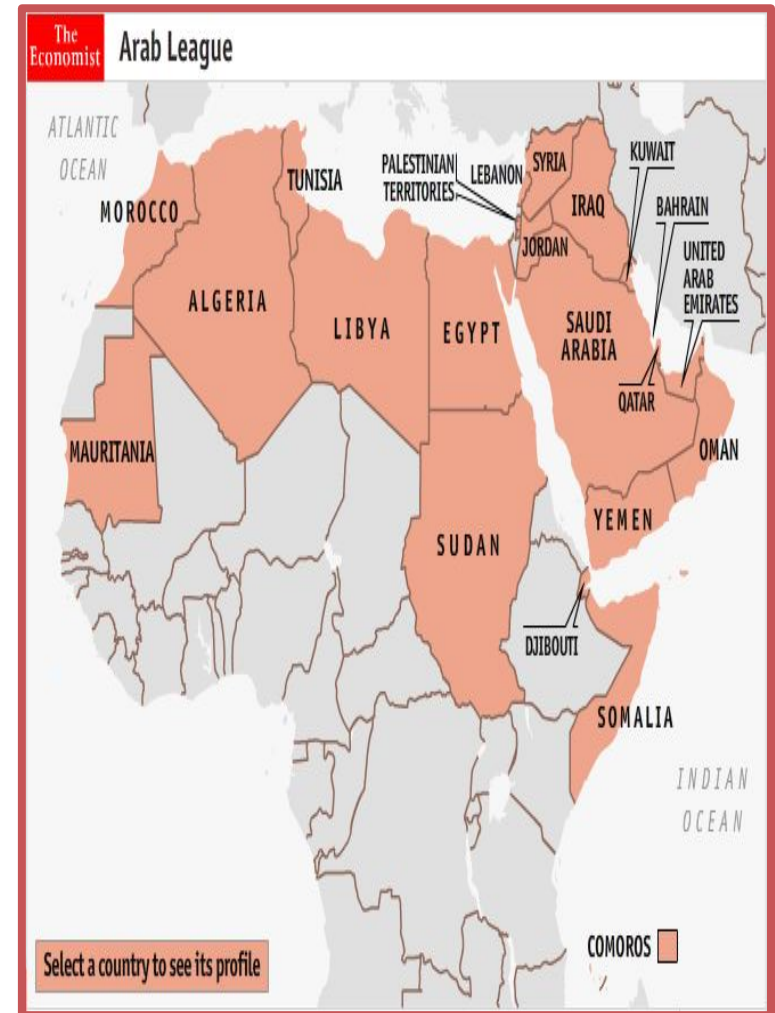 The
Economist
Arab League
ATLANTIC
OCEAN
MOROCCO
TUNISIA
PALESTINIAN
TERRITORIES
LEBANON
SYRIA
KUWAIT
IRAQ
BAHRAIN
JORDAN
UNITED
ARAB
EMIRATES
ALGERIA
LIBYA
EGYPT
SAUDI
ARABIA
QATAR
MAURITANIA
OMAN
SUDAN
YEMEN
DJIBOUTI
SOMALIA
INDIAN
OCEAN
COMOROS
Select a country to see its profile